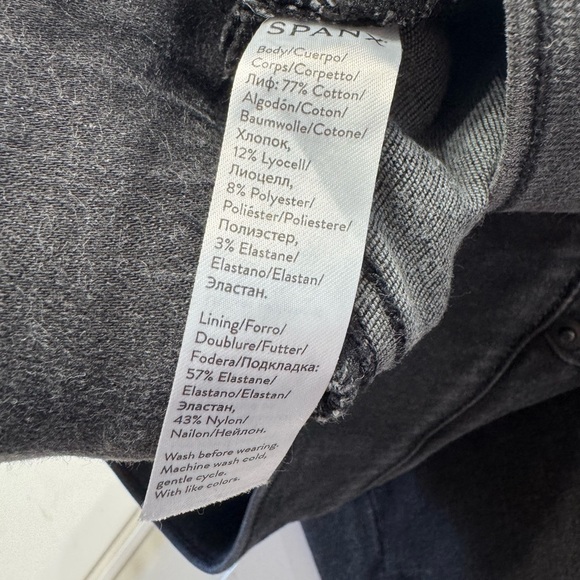 SPANX
Body/Cuerpo/
Corps/Corpetto/
Лиф: 77% Cotton/
Algodón/Coton/
Baumwolle/Cotone/
Хлопок,
12% Lyocell/
Лиоцелл,
8% Polyester/
Poliéster/Poliestere/
Полиэстер,
3% Elastane/
Elastano/Elastan/
Эластан.
Lining/Forro/
Doublure/Futter/
Fodera/Подкладка:
57% Elastane/
Elastano/Elastan/
Эластан,
43% Nylon/
Nailon/Нейлон.
Wash before wearing.
Machine wash cold,
gentle cycle.
With like colors.